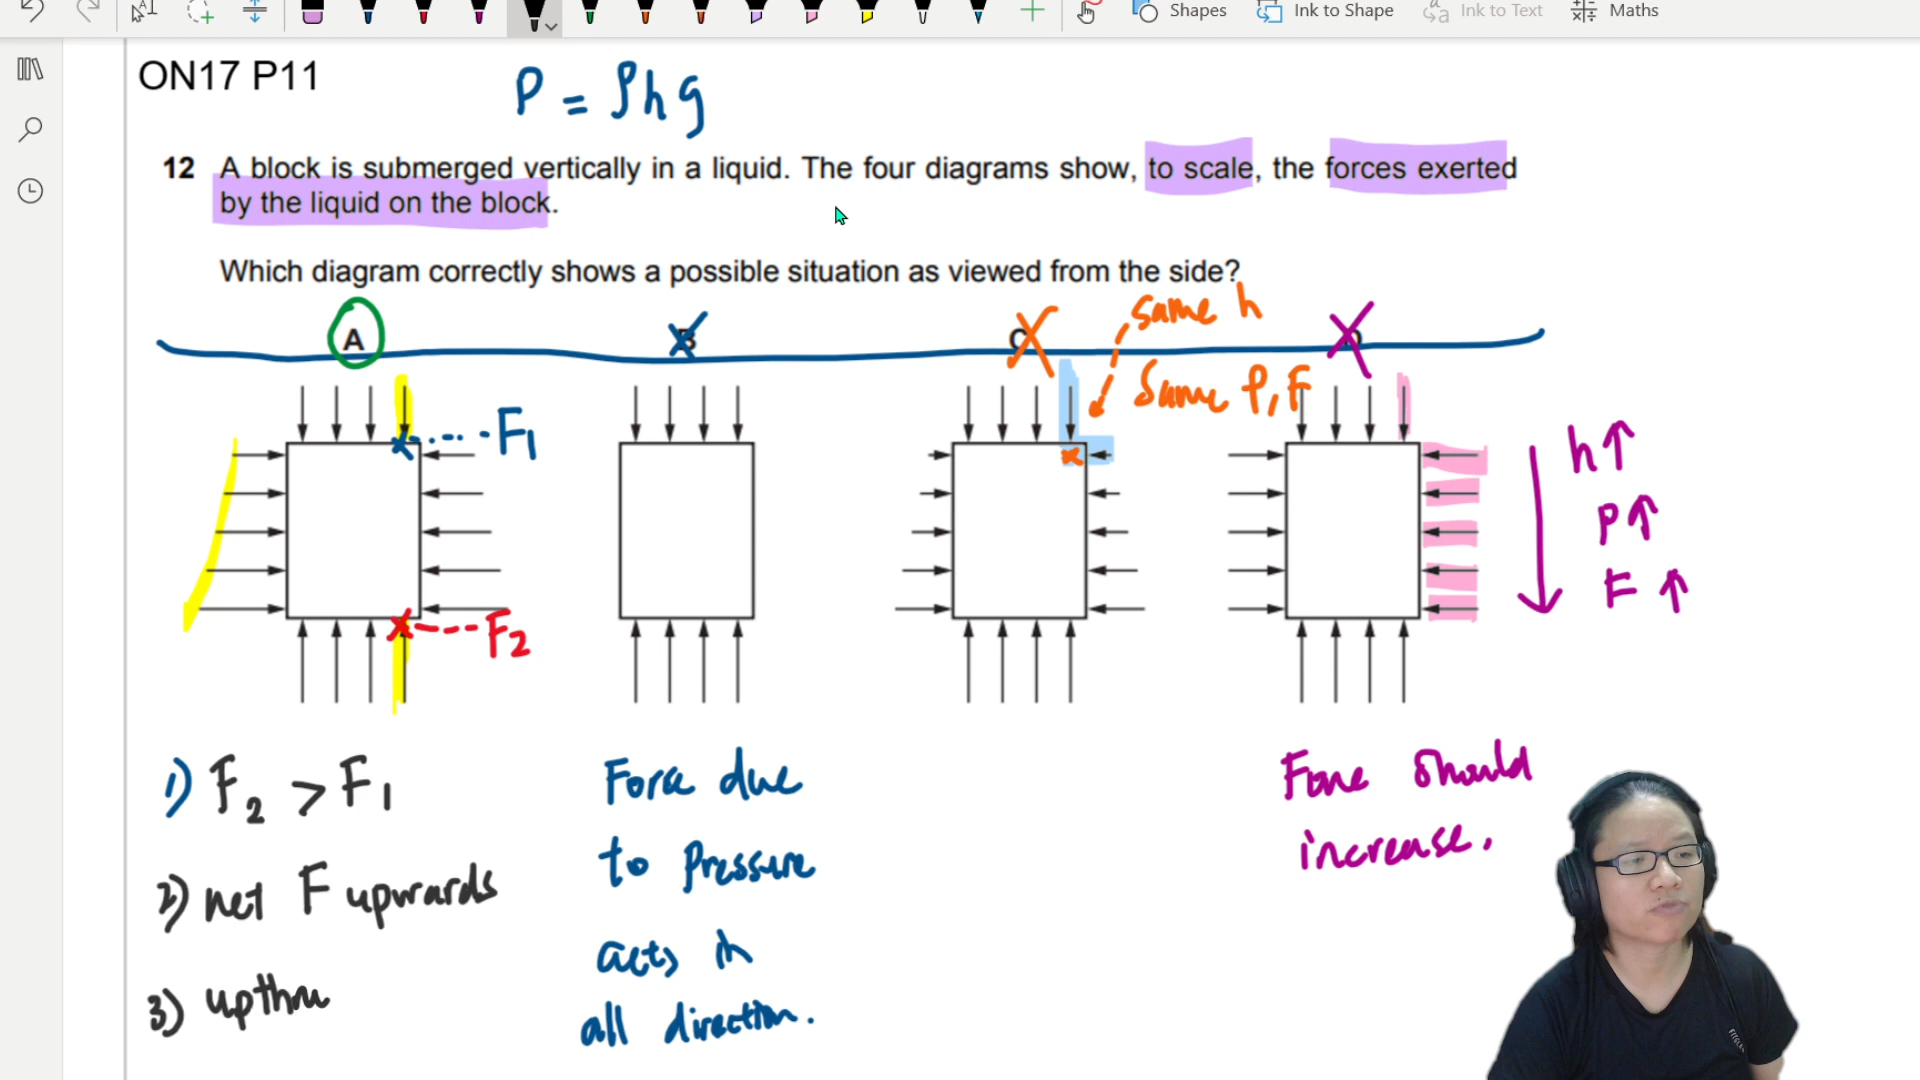 Shapes Ink to Shape Ink to Text Maths
ON17 P11
P = ρhg
12 A block is submerged vertically in a liquid. The four diagrams show, to scale, the forces exerted
by the liquid on the block.
Which diagram correctly shows a possible situation as viewed from the side?
same h
A B C D
Same P, F
F1
h↑
P↑
F↑
F2
1) F2 > F1
2) net F upwards
3) upthru
Force due
to pressure
acts in
all direction.
Force should
increase.